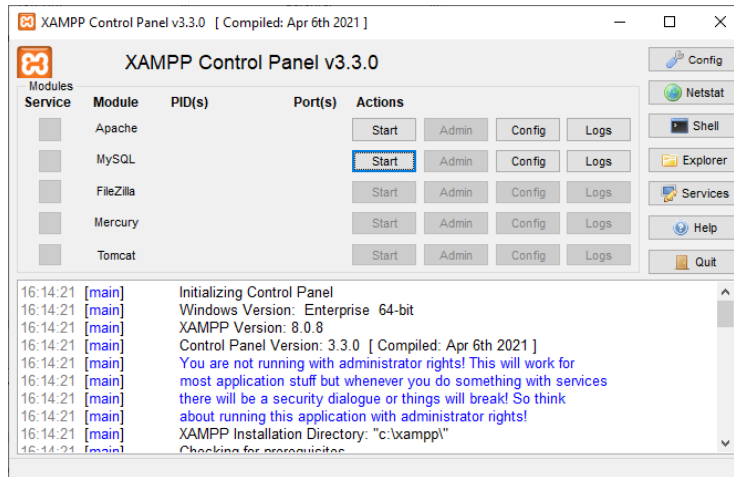 XAMPP Control Panel v3.3.0 [ Compiled: Apr 6th 2021 ]
XAMPP Control Panel v3.3.0
Config
Modules
Netstat
Service Module PID(s) Port(s) Actions
Apache Start Admin Config Logs
Shell
MySQL Start Admin Config Logs
Explorer
FileZilla Start Admin Config Logs
Services
Mercury Start Admin Config Logs
Help
Tomcat Start Admin Config Logs
Quit
16:14:21 [main] Initializing Control Panel
16:14:21 [main] Windows Version: Enterprise 64-bit
16:14:21 [main] XAMPP Version: 8.0.8
16:14:21 [main] Control Panel Version: 3.3.0 [ Compiled: Apr 6th 2021 ]
16:14:21 [main] You are not running with administrator rights! This will work for
16:14:21 [main] most application stuff but whenever you do something with services
16:14:21 [main] there will be a security dialogue or things will break! So think
16:14:21 [main] about running this application with administrator rights!
16:14:21 [main] XAMPP Installation Directory: "c:\xampp\"
16:14:21 [main] Checking for prerequisites